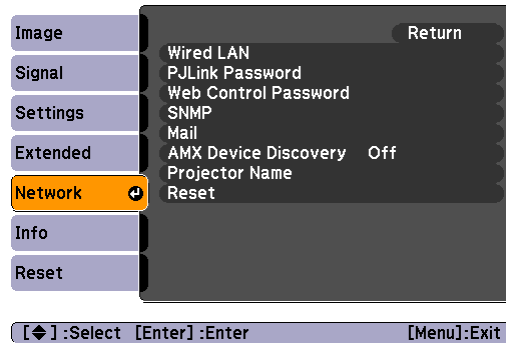 Image
Signal
Settings
Extended
Network
Info
Reset
Return
Wired LAN
PJLink Password
Web Control Password
SNMP
Mail
AMX Device Discovery Off
Projector Name
Reset
[◆] :Select [Enter] :Enter [Menu]:Exit